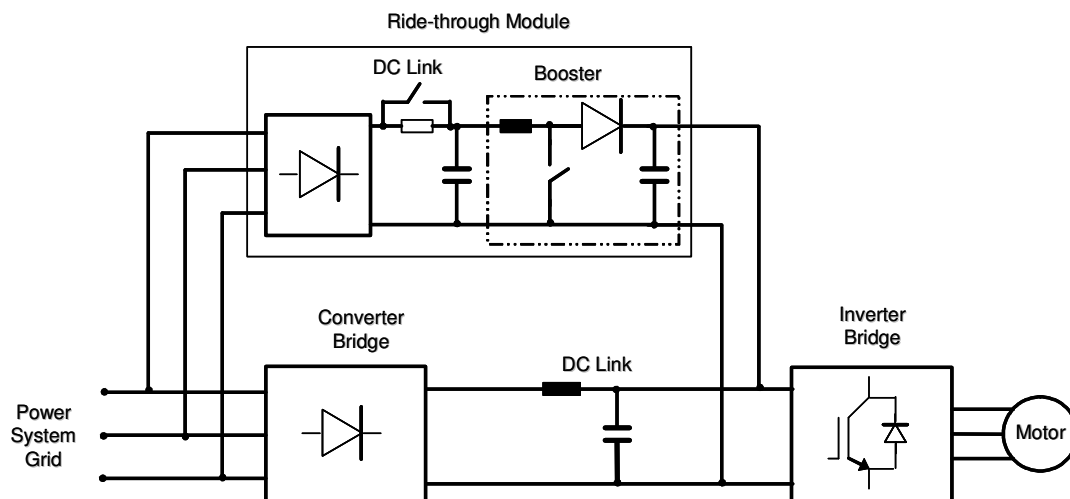 Ride-through Module
DC Link
Booster
Converter
Bridge
Inverter
Bridge
DC Link
Power
System
Grid
Motor